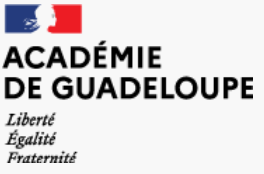 ACADÉMIE
DE GUADELOUPE
Liberté
Égalité
Fraternité